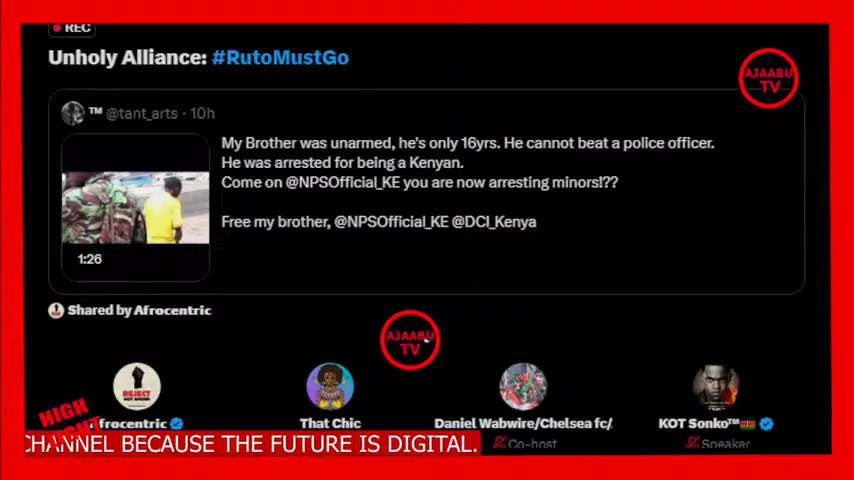 REC
Unholy Alliance: #RutoMustGo
AJAABU
TV
™ @tant_arts · 10h
My Brother was unarmed, he's only 16yrs. He cannot beat a police officer.
He was arrested for being a Kenyan.
Come on @NPSOfficial_KE you are now arresting minors!??
Free my brother, @NPSOfficial_KE @DCI_Kenya
1:26
Shared by Afrocentric
AJAABU
TV
REJECT
frocentric
That Chic
Daniel Wabwire/Chelsea fc/
KOT Sonko™
Co-host
Speaker
HIGH
CHANNEL BECAUSE THE FUTURE IS DIGITAL.